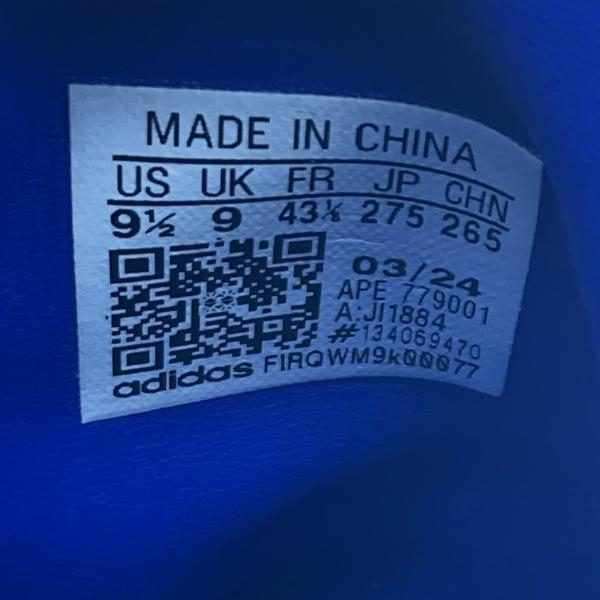 MADE IN CHINA
US UK FR JP CHN
9½ 9 43⅓ 275 265
03/24
APE 779001
A:JI1884
#134069470
adidas FIRQWM9k00077